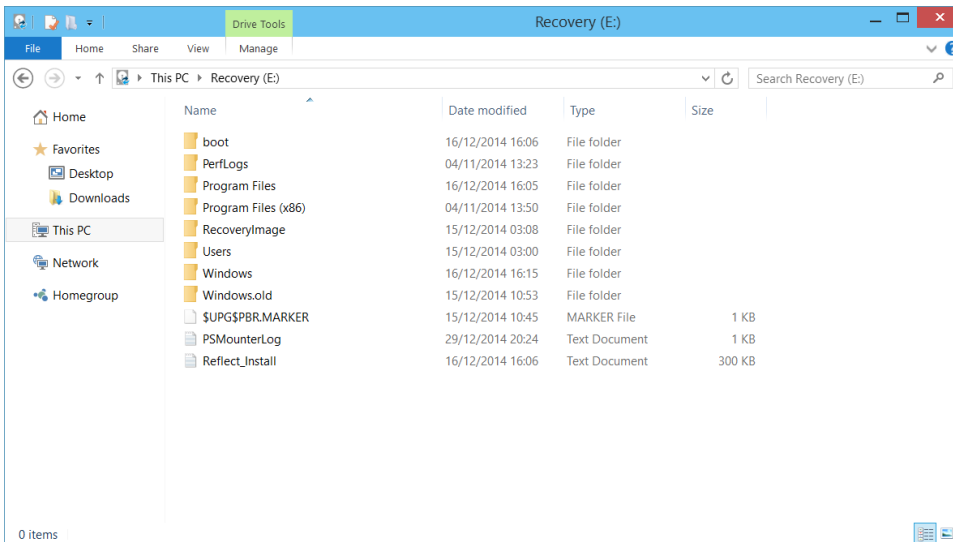 Drive Tools Recovery (E:)
File Home Share View Manage
This PC Recovery (E:) Search Recovery (E:)
Home
Favorites
Desktop
Downloads
This PC
Network
Homegroup
Name Date modified Type Size
boot 16/12/2014 16:06 File folder
PerfLogs 04/11/2014 13:23 File folder
Program Files 16/12/2014 16:05 File folder
Program Files (x86) 04/11/2014 13:50 File folder
RecoveryImage 15/12/2014 03:08 File folder
Users 15/12/2014 03:00 File folder
Windows 16/12/2014 16:15 File folder
Windows.old 15/12/2014 10:53 File folder
$UPG$PBR.MARKER 15/12/2014 10:45 MARKER File 1 KB
PSMounterLog 29/12/2014 20:24 Text Document 1 KB
Reflect_Install 16/12/2014 16:06 Text Document 300 KB
0 items